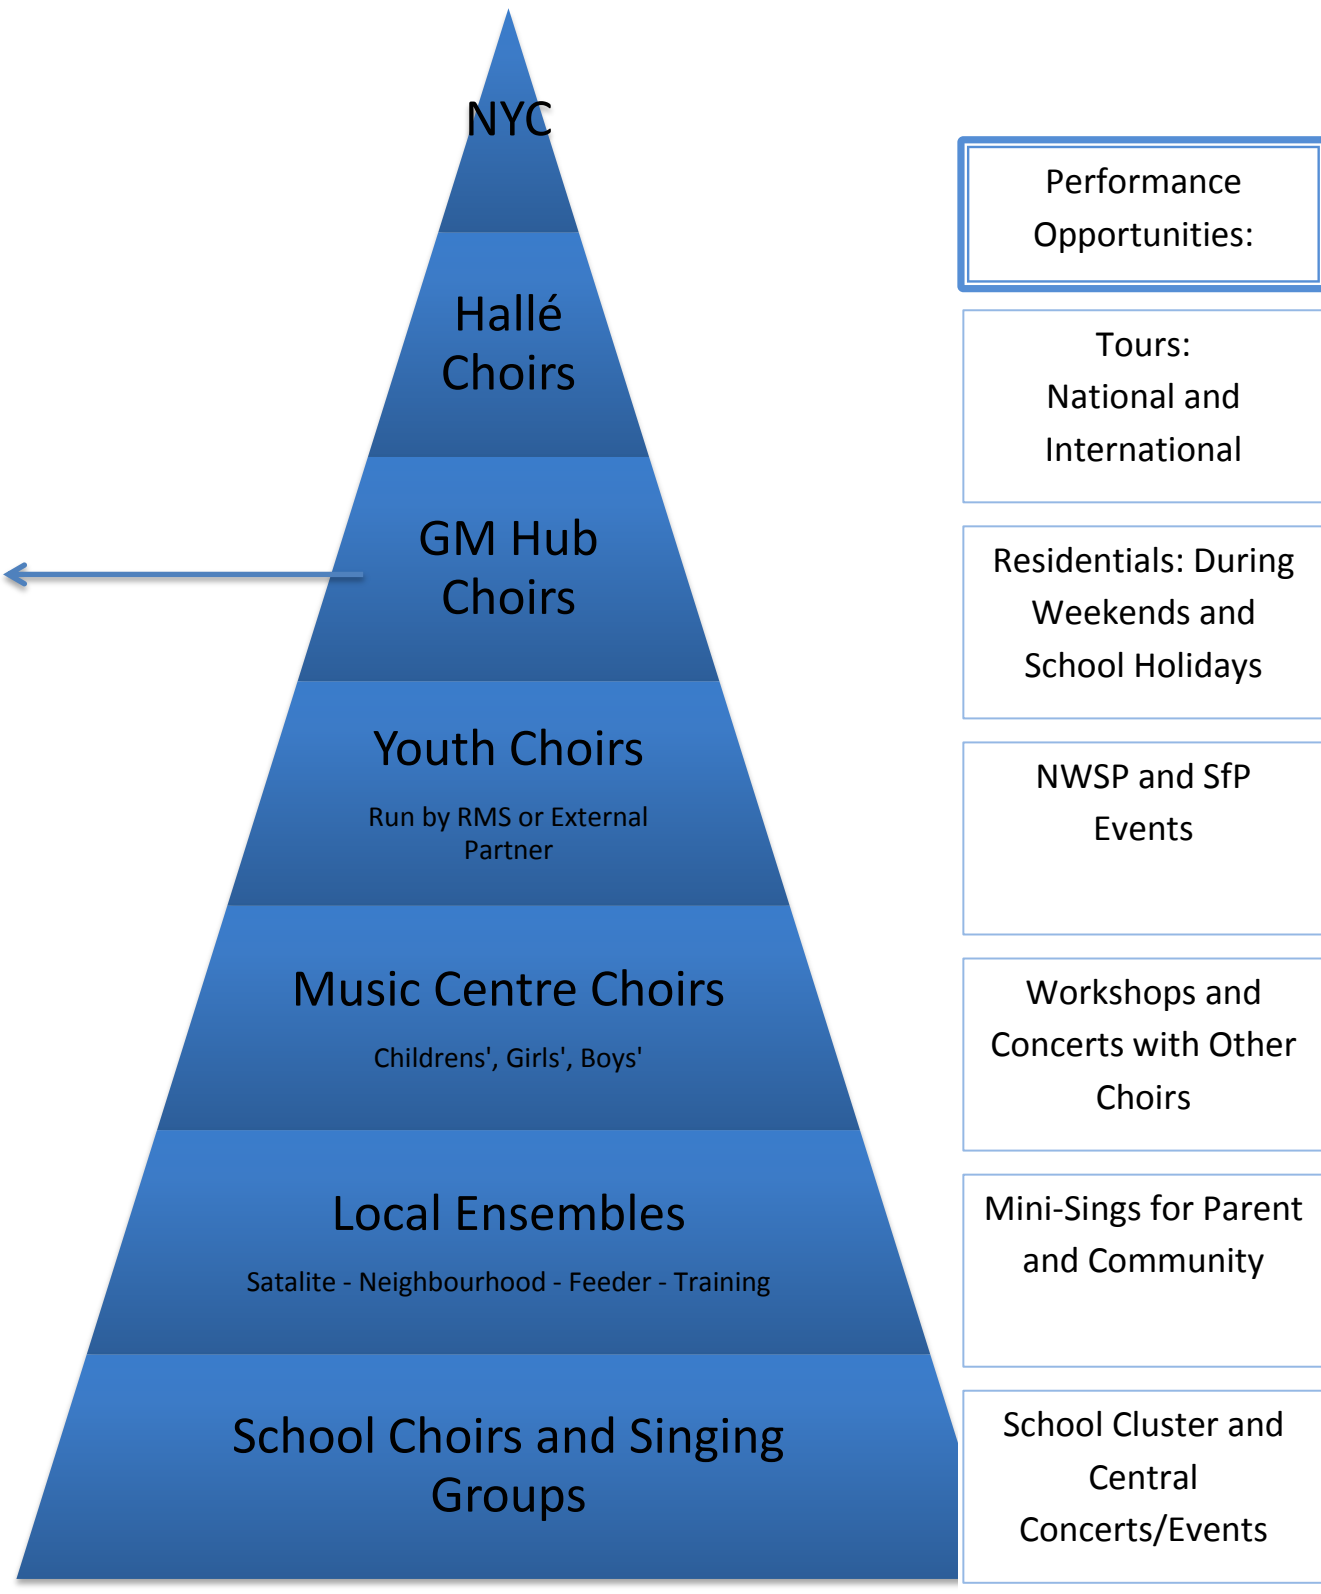 NYC
Hallé
Choirs
GM Hub
Choirs
Youth Choirs
Run by RMS or External
Partner
Music Centre Choirs
Childrens', Girls', Boys'
Local Ensembles
Satalite - Neighbourhood - Feeder - Training
School Choirs and Singing
Groups
Performance
Opportunities:
Tours:
National and
International
Residentials: During
Weekends and
School Holidays
NWSP and SfP
Events
Workshops and
Concerts with Other
Choirs
Mini-Sings for Parent
and Community
School Cluster and
Central
Concerts/Events